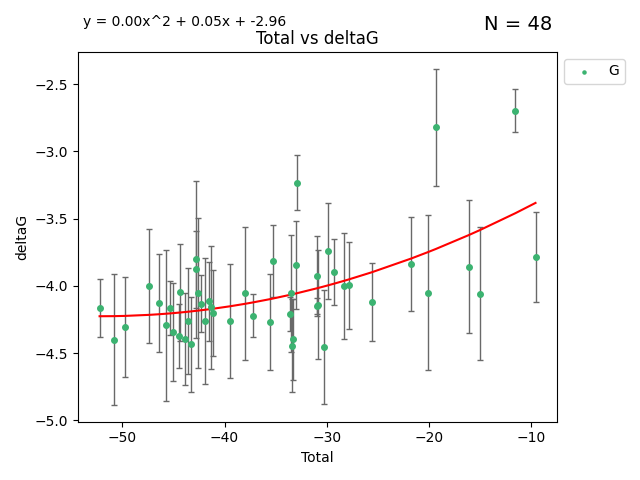 y = 0.00x^2 + 0.05x + -2.96
N = 48
Total vs deltaG
G
−2.5
−3.0
−3.5
−4.0
−4.5
−5.0
deltaG
−50 −40 −30 −20 −10
Total